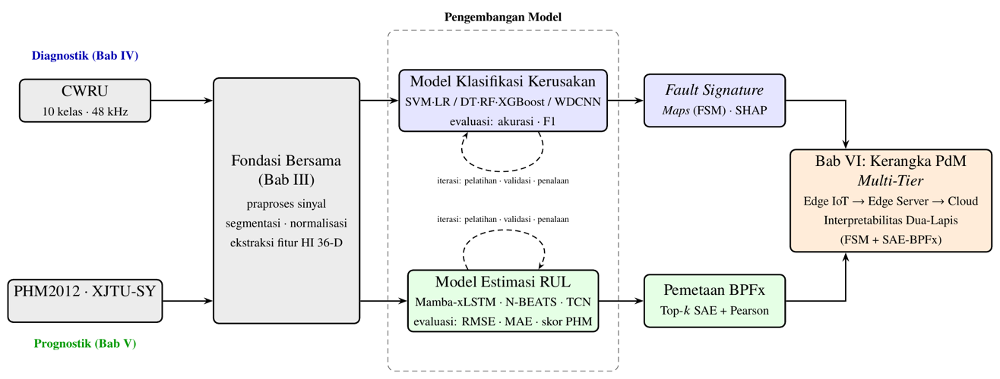 Pengembangan Model
Diagnostik (Bab IV)
CWRU
10 kelas · 48 kHz
Fondasi Bersama
(Bab III)
praproses sinyal
segmentasi · normalisasi
ekstraksi fitur HI 36-D
Model Klasifikasi Kerusakan
SVM·LR / DT·RF·XGBoost / WDCNN
evaluasi: akurasi · F1
iterasi: pelatihan · validasi · penalaan
Fault Signature
Maps (FSM) · SHAP
Bab VI: Kerangka PdM
Multi-Tier
Edge IoT → Edge Server → Cloud
Interpretabilitas Dua-Lapis
(FSM + SAE-BPFx)
PHM2012 · XJTU-SY
Prognostik (Bab V)
iterasi: pelatihan · validasi · penalaan
Model Estimasi RUL
Mamba-xLSTM · N-BEATS · TCN
evaluasi: RMSE · MAE · skor PHM
Pemetaan BPFx
Top-k SAE + Pearson